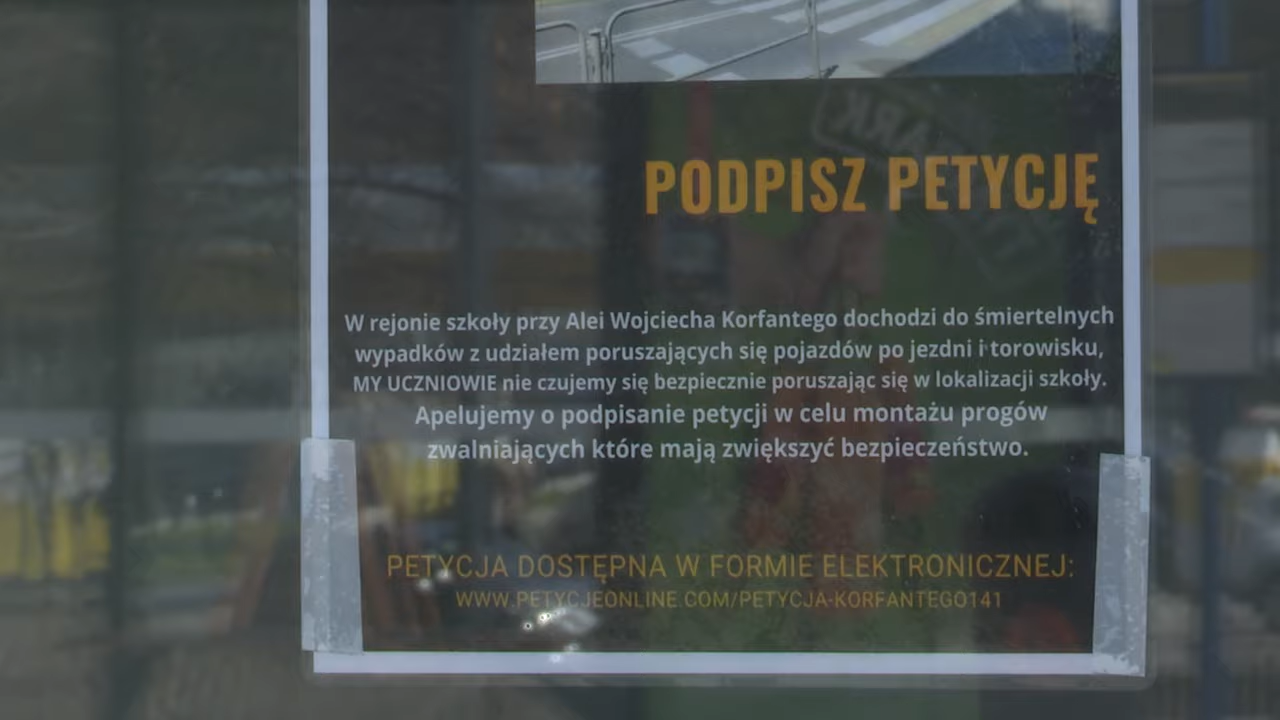 PARK
PODPISZ PETYCJĘ
W rejonie szkoły przy Alei Wojciecha Korfantego dochodzi do śmiertelnych
wypadków z udziałem poruszających się pojazdów po jezdni i torowisku,
MY UCZNIOWIE nie czujemy się bezpiecznie poruszając się w lokalizacji szkoły.
Apelujemy o podpisanie petycji w celu montażu progów
zwalniających które mają zwiększyć bezpieczeństwo.
PETYCJA DOSTĘPNA W FORMIE ELEKTRONICZNEJ:
WWW.PETYCJEONLINE.COM/PETYCJA-KORFANTEGO141